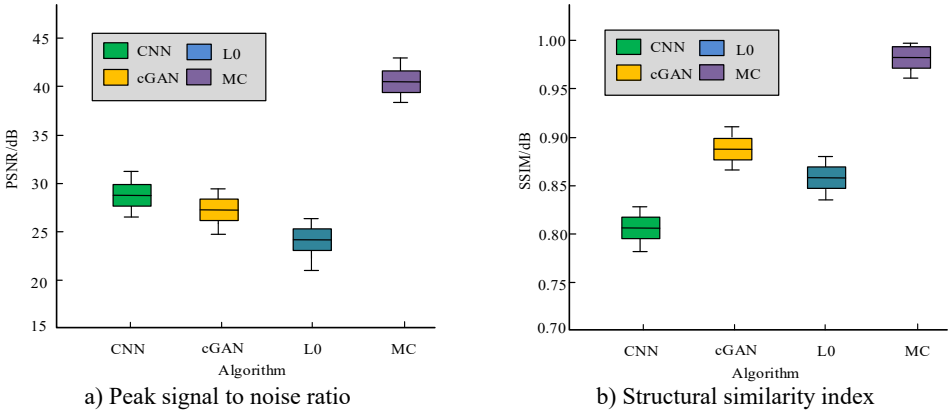 45
40
35
30
25
20
15
PSNR/dB
CNN
L0
cGAN
MC
CNN
cGAN
L0
MC
Algorithm
a) Peak signal to noise ratio
1.00
0.95
0.90
0.85
0.80
0.70
SSIM/dB
CNN
L0
cGAN
MC
CNN
cGAN
L0
MC
Algorithm
b) Structural similarity index